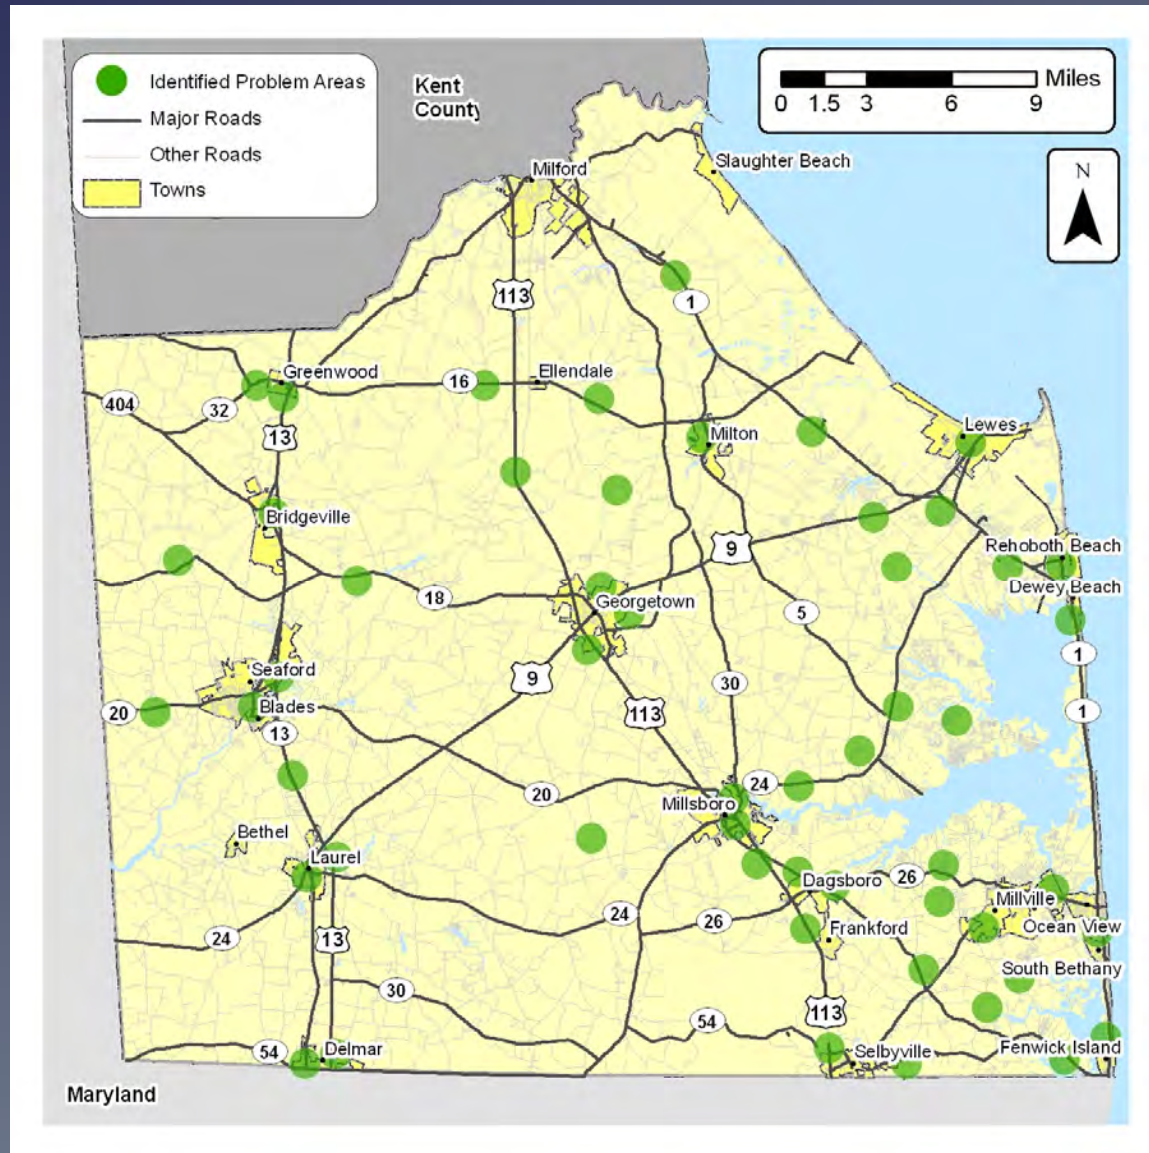 Identified Problem Areas
Major Roads
Other Roads
Towns
Kent
County
Miles
0 1.5 3 6 9
N
Milford
Slaughter Beach
113
1
Greenwood
16
Ellendale
404
32
13
Milton
Lewes
Bridgeville
9
Rehoboth Beach
Dewey Beach
18
Georgetown
5
1
Seaford
9
30
20
Blades
113
1
13
20
Millsboro
24
Bethel
Laurel
Dagsboro
26
Millville
24
26
Ocean View
24
13
Frankford
South Bethany
30
113
54
54
Delmar
Selbyville
Fenwick Island
Maryland